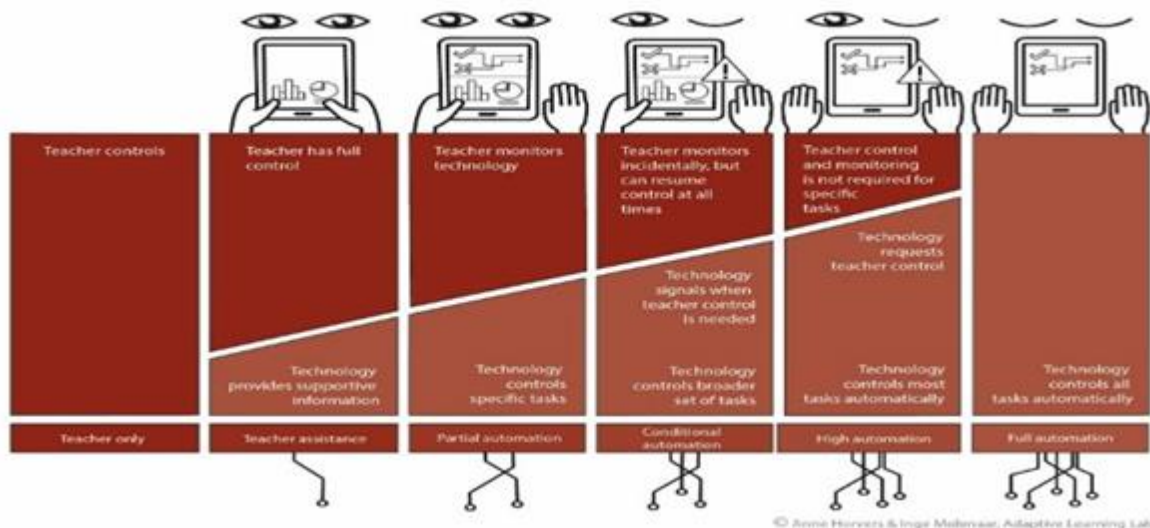 Teacher controls
Teacher has full
control
Teacher monitors
technology
Teacher monitors
incidentally, but
can resume
control at all
times
Teacher control
and monitoring
is not required for
specific
tasks
Technology
provides supportive
information
Technology
controls
specific tasks
Technology
signals when
teacher control
is needed
Technology
controls broader
set of tasks
Technology
requests
teacher control
Technology
controls most
tasks automatically
Technology
controls all
tasks automatically
Teacher only
Teacher assistance
Partial automation
Conditional
automation
High automation
Full automation
© Anne Horvers & Inge Molenaar, Adaptive Learning Lab